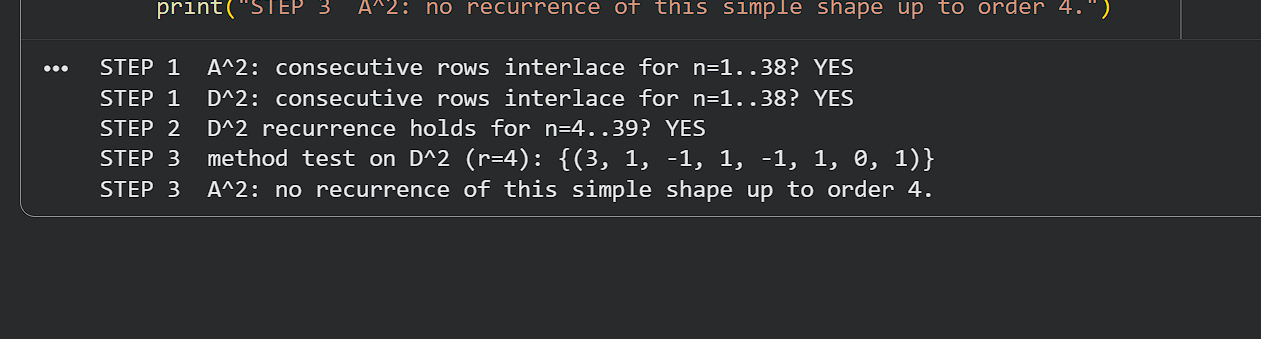 print("STEP 3  A^2: no recurrence of this simple shape up to order 4.")
••• STEP 1  A^2: consecutive rows interlace for n=1..38? YES
STEP 1  D^2: consecutive rows interlace for n=1..38? YES
STEP 2  D^2 recurrence holds for n=4..39? YES
STEP 3  method test on D^2 (r=4): {(3, 1, -1, 1, -1, 1, 0, 1)}
STEP 3  A^2: no recurrence of this simple shape up to order 4.